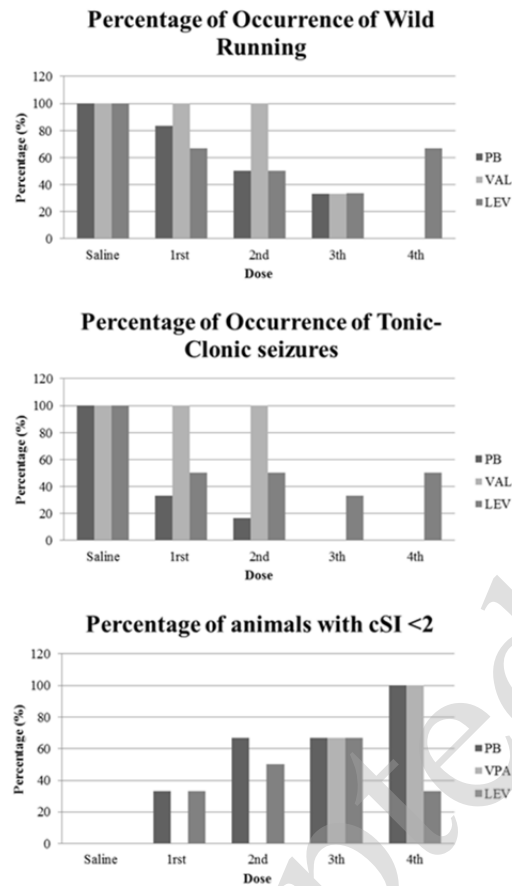 Percentage of Occurrence of Wild
Running
120
100
80
60
40
20
0
Percentage (%)
Saline 1rst 2nd 3th 4th
Dose
PB
VAL
LEV
Percentage of Occurrence of Tonic-
Clonic seizures
120
100
80
60
40
20
0
Percentage (%)
Saline 1rst 2nd 3th 4th
Dose
PB
VAL
LEV
Percentage of animals with cSI <2
120
100
80
60
40
20
0
Percentage (%)
Saline 1rst 2nd 3th 4th
Dose
PB
VPA
LEV